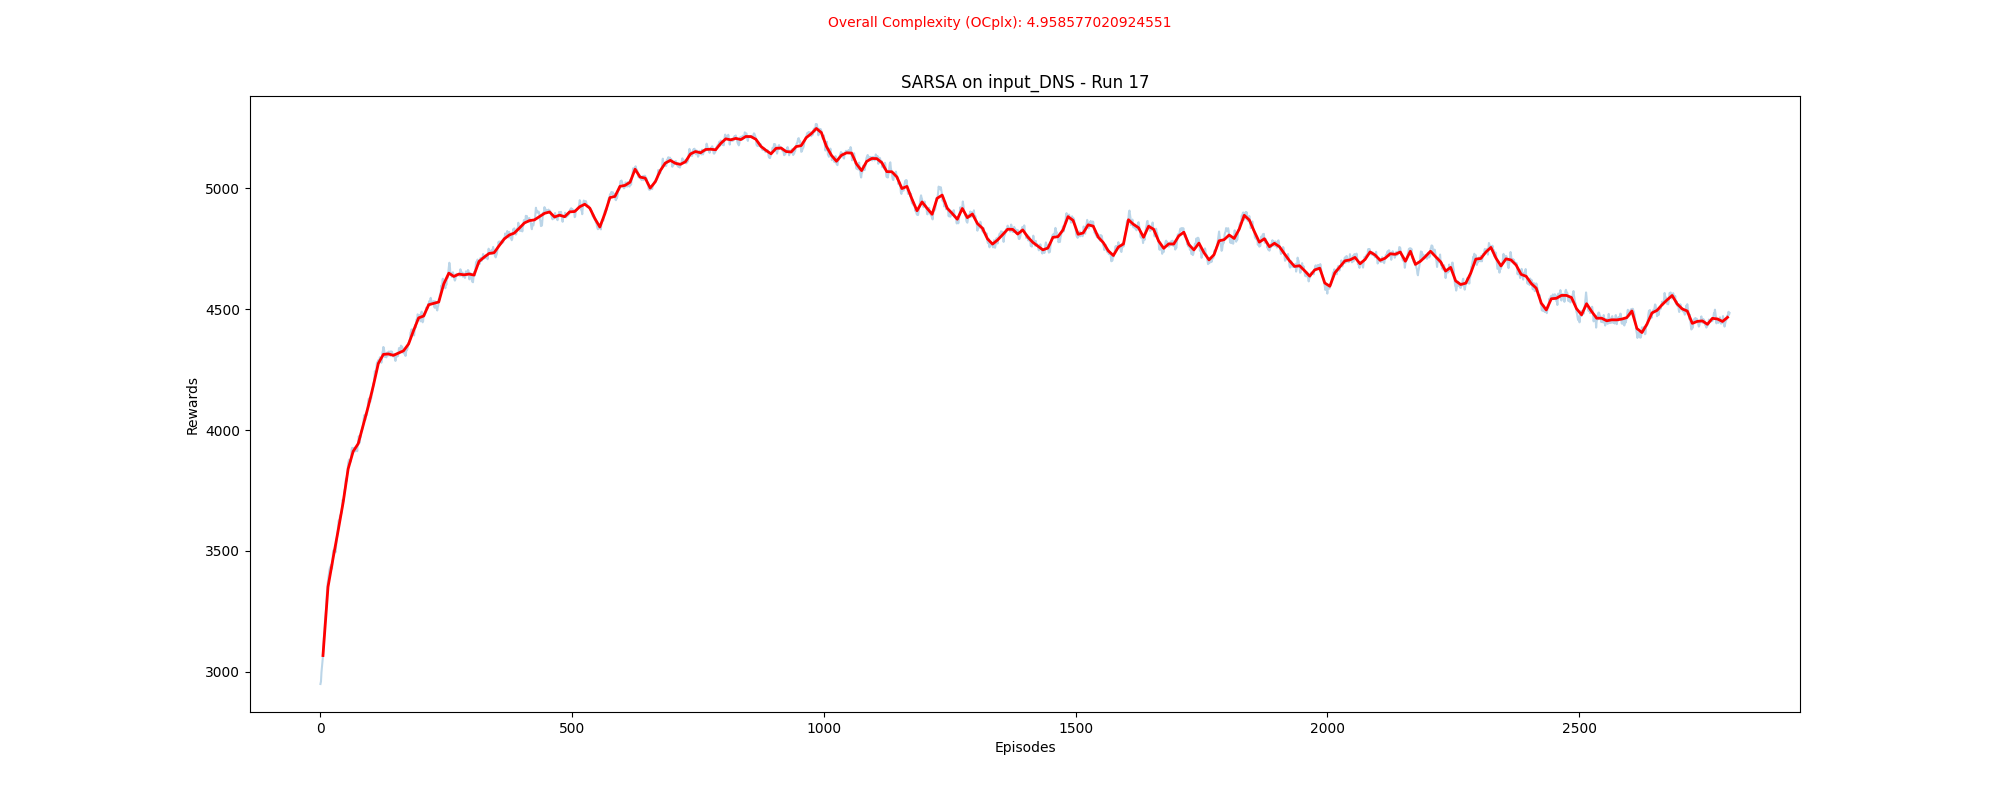 Overall Complexity (OCplx): 4.958577020924551
SARSA on input_DNS - Run 17
Rewards
5000
4500
4000
3500
3000
0 500 1000 1500 2000 2500
Episodes